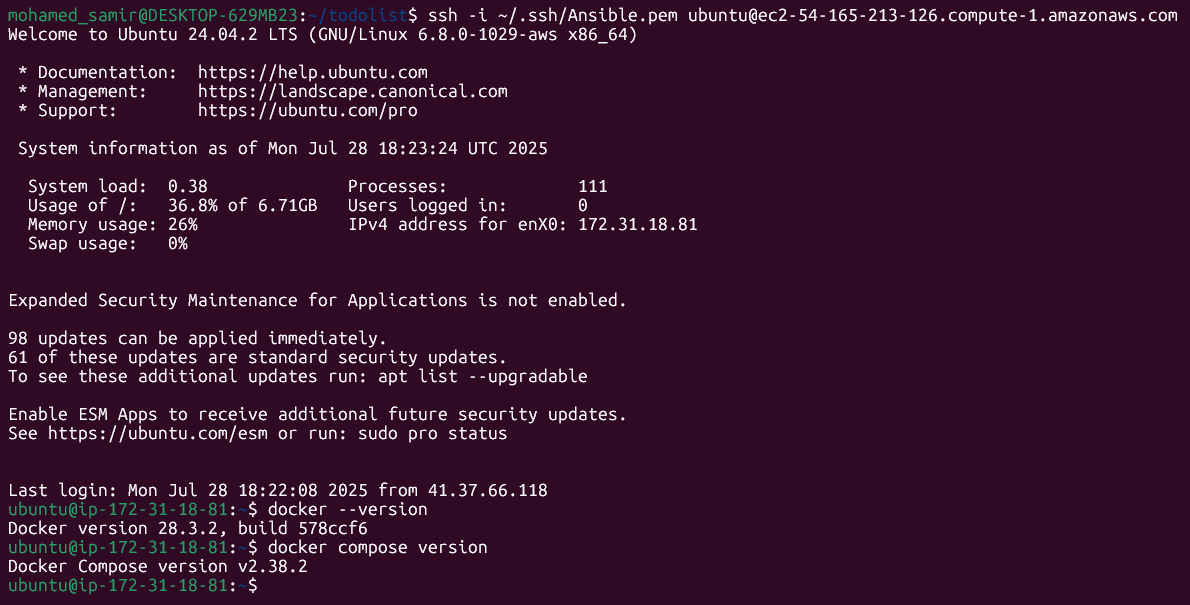 mohamed_samir@DESKTOP-629MB23:~/todolist$ ssh -i ~/.ssh/Ansible.pem ubuntu@ec2-54-165-213-126.compute-1.amazonaws.com
Welcome to Ubuntu 24.04.2 LTS (GNU/Linux 6.8.0-1029-aws x86_64)
* Documentation:  https://help.ubuntu.com
* Management:     https://landscape.canonical.com
* Support:        https://ubuntu.com/pro
System information as of Mon Jul 28 18:23:24 UTC 2025
System load:  0.38               Processes:             111
Usage of /:   36.8% of 6.71GB   Users logged in:       0
Memory usage: 26%               IPv4 address for enX0: 172.31.18.81
Swap usage:   0%
Expanded Security Maintenance for Applications is not enabled.
98 updates can be applied immediately.
61 of these updates are standard security updates.
To see these additional updates run: apt list --upgradable
Enable ESM Apps to receive additional future security updates.
See https://ubuntu.com/esm or run: sudo pro status
Last login: Mon Jul 28 18:22:08 2025 from 41.37.66.118
ubuntu@ip-172-31-18-81:~$ docker --version
Docker version 28.3.2, build 578ccf6
ubuntu@ip-172-31-18-81:~$ docker compose version
Docker Compose version v2.38.2
ubuntu@ip-172-31-18-81:~$